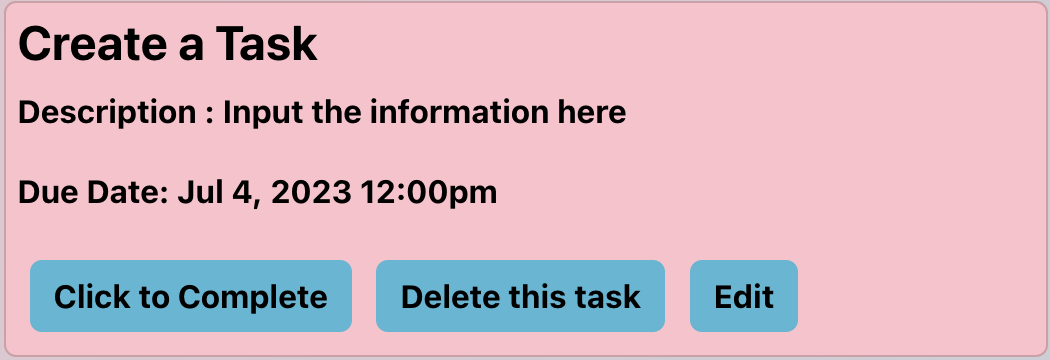 Create a Task
Description : Input the information here
Due Date: Jul 4, 2023 12:00pm
Click to Complete Delete this task Edit